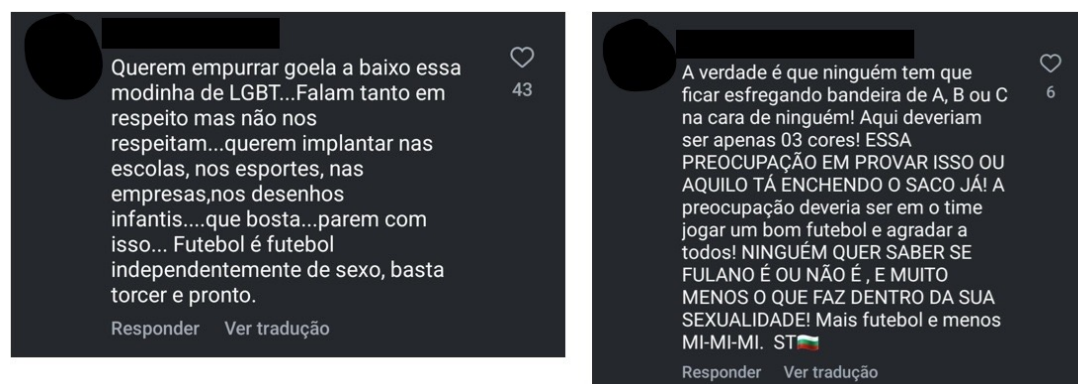 Querem empurrar goela a baixo essa
modinha de LGBT...Falam tanto em
respeito mas não nos
respeitam...querem implantar nas
escolas, nos esportes, nas
empresas,nos desenhos
infantis....que bosta...parem com
isso... Futebol é futebol
independentemente de sexo, basta
torcer e pronto.
43
Responder Ver tradução
A verdade é que ninguém tem que
ficar esfregando bandeira de A, B ou C
na cara de ninguém! Aqui deveriam
ser apenas 03 cores! ESSA
PREOCUPAÇÃO EM PROVAR ISSO OU
AQUILO TÁ ENCHENDO O SACO JÁ! A
preocupação deveria ser em o time
jogar um bom futebol e agradar a
todos! NINGUÉM QUER SABER SE
FULANO É OU NÃO É , E MUITO
MENOS O QUE FAZ DENTRO DA SUA
SEXUALIDADE! Mais futebol e menos
MI-MI-MI. ST🇧🇬
6
Responder Ver tradução